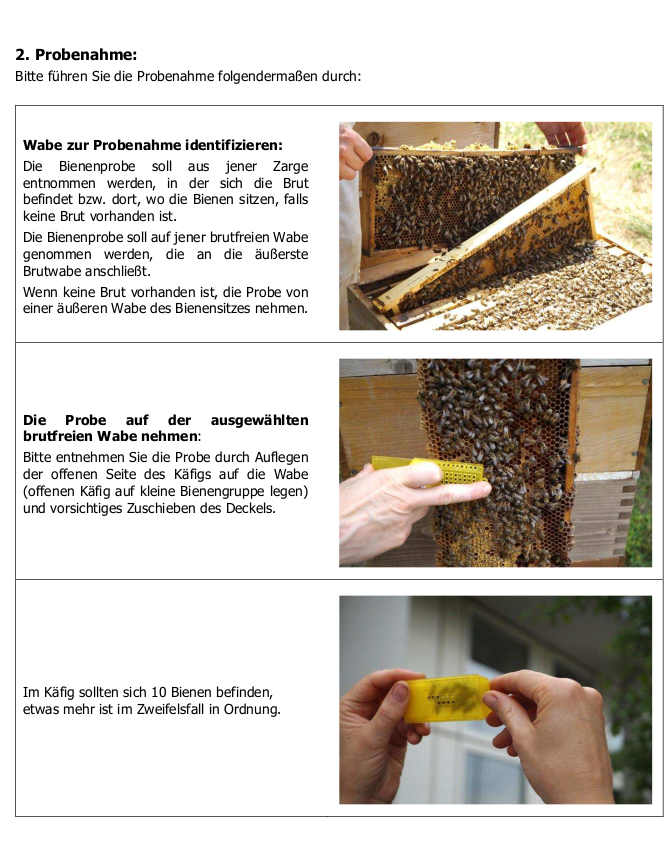 2. Probenahme:
Bitte führen Sie die Probenahme folgendermaßen durch:
Wabe zur Probenahme identifizieren:
Die Bienenprobe soll aus jener Zarge
entnommen werden, in der sich die Brut
befindet bzw. dort, wo die Bienen sitzen, falls
keine Brut vorhanden ist.
Die Bienenprobe soll auf jener brutfreien Wabe
genommen werden, die an die äußerste
Brutwabe anschließt.
Wenn keine Brut vorhanden ist, die Probe von
einer äußeren Wabe des Bienensitzes nehmen.
Die Probe auf der ausgewählten
brutfreien Wabe nehmen:
Bitte entnehmen Sie die Probe durch Auflegen
der offenen Seite des Käfigs auf die Wabe
(offenen Käfig auf kleine Bienengruppe legen)
und vorsichtiges Zuschieben des Deckels.
Im Käfig sollten sich 10 Bienen befinden,
etwas mehr ist im Zweifelsfall in Ordnung.